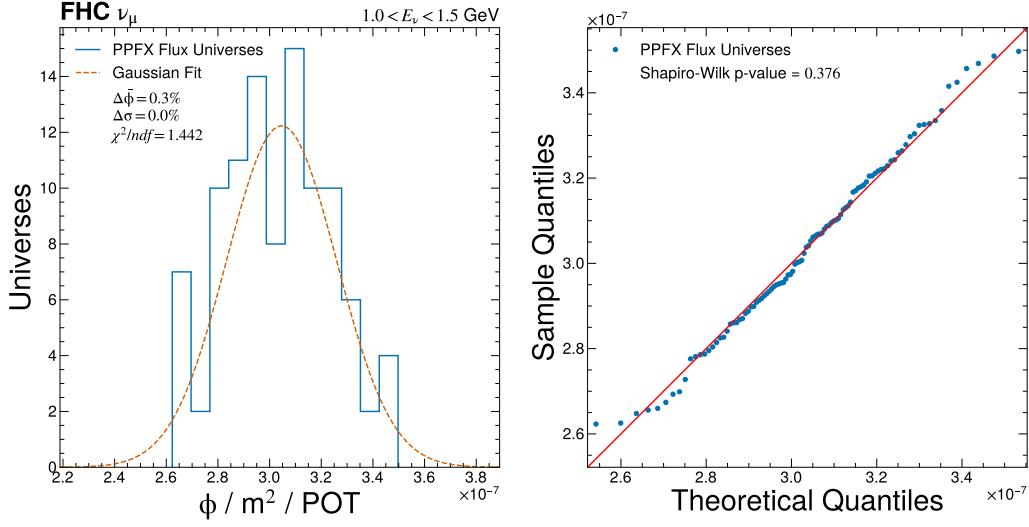 FHC νμ
1.0 < Eν < 1.5 GeV
PPFX Flux Universes
Gaussian Fit
Δϕ̄ = 0.3%
Δσ = 0.0%
χ²/ndf = 1.442
Universes
14
12
10
8
6
4
2
0
2.2 2.4 2.6 2.8 3.0 3.2 3.4 3.6 3.8
×10⁻⁷
ϕ / m² / POT
×10⁻⁷
PPFX Flux Universes
Shapiro-Wilk p-value = 0.376
Sample Quantiles
3.4
3.2
3.0
2.8
2.6
2.6 2.8 3.0 3.2 3.4
×10⁻⁷
Theoretical Quantiles